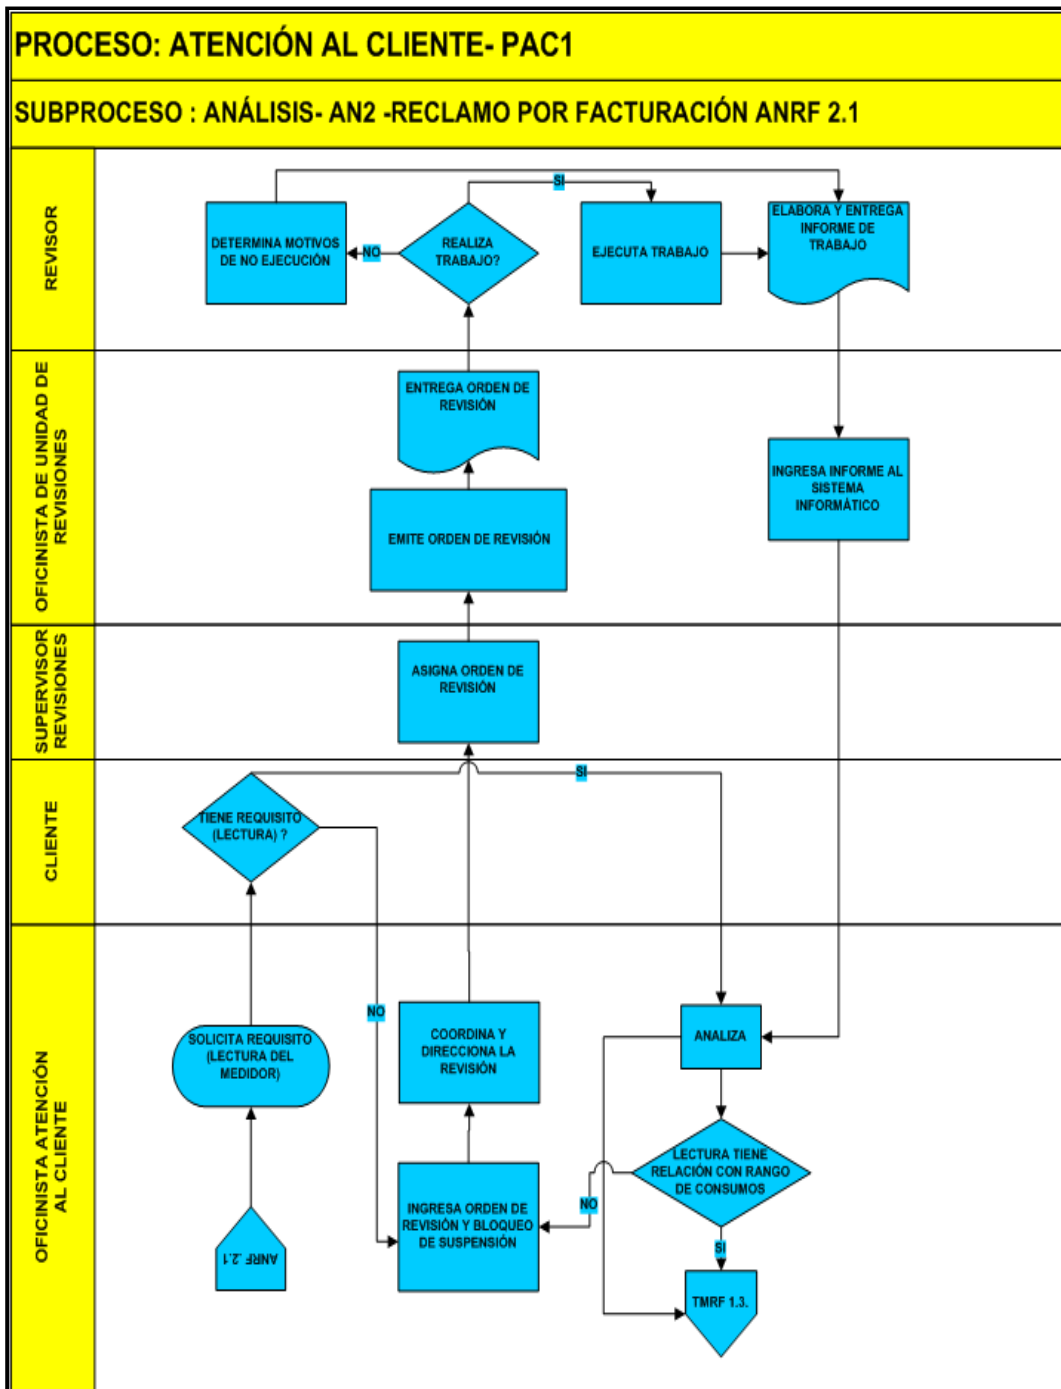 PROCESO: ATENCIÓN AL CLIENTE- PAC1
SUBPROCESO : ANÁLISIS- AN2 -RECLAMO POR FACTURACIÓN ANRF 2.1
REVISOR
DETERMINA MOTIVOS
DE NO EJECUCIÓN
NO
REALIZA
TRABAJO?
SI
EJECUTA TRABAJO
ELABORA Y ENTREGA
INFORME DE
TRABAJO
OFICINISTA DE UNIDAD DE
REVISIONES
ENTREGA ORDEN DE
REVISIÓN
EMITE ORDEN DE REVISIÓN
INGRESA INFORME AL
SISTEMA
INFORMÁTICO
SUPERVISOR
REVISIONES
ASIGNA ORDEN DE
REVISIÓN
CLIENTE
TIENE REQUISITO
(LECTURA) ?
SI
OFICINISTA ATENCIÓN
AL CLIENTE
NO
SOLICITA REQUISITO
(LECTURA DEL
MEDIDOR)
COORDINA Y
DIRECCIONA LA
REVISIÓN
ANALIZA
LECTURA TIENE
RELACIÓN CON RANGO
DE CONSUMOS
NO
INGRESA ORDEN DE
REVISIÓN Y BLOQUEO
DE SUSPENSIÓN
SI
ANRF .2.1
TMRF 1.3.